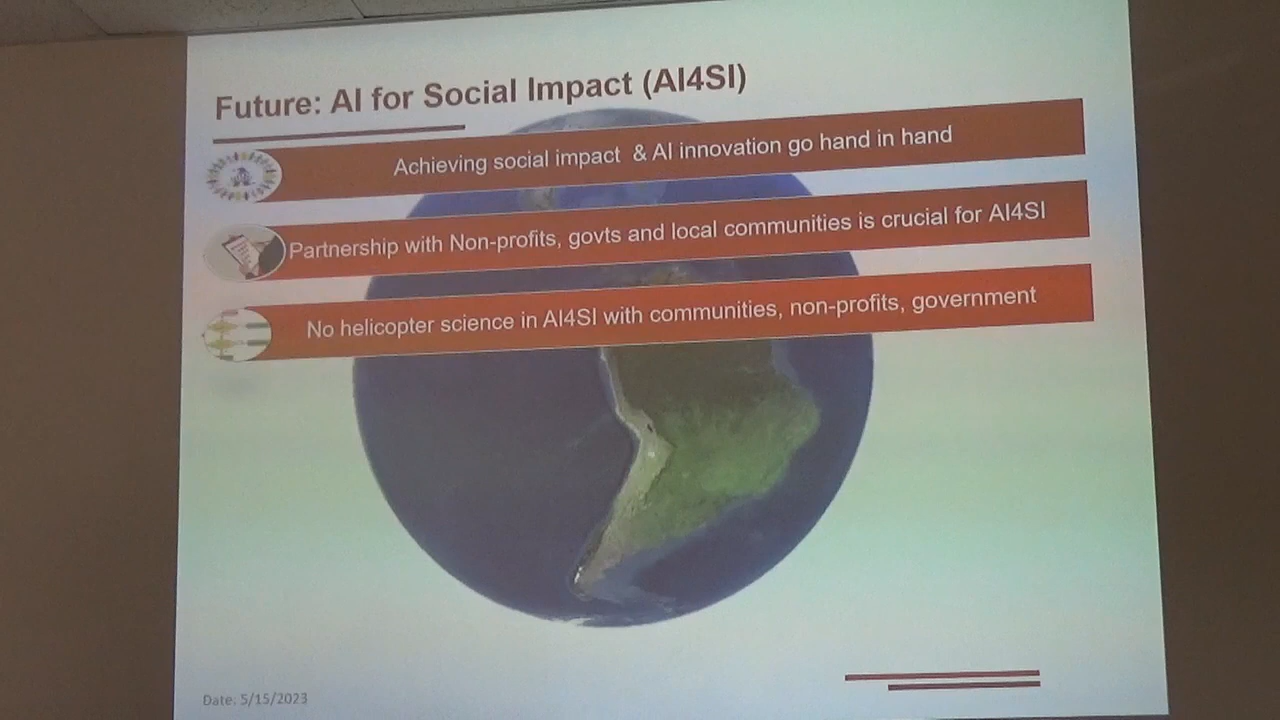 Future: AI for Social Impact (AI4SI)
Achieving social impact & AI innovation go hand in hand
Partnership with Non-profits, govts and local communities is crucial for AI4SI
No helicopter science in AI4SI with communities, non-profits, government
Date: 5/15/2023